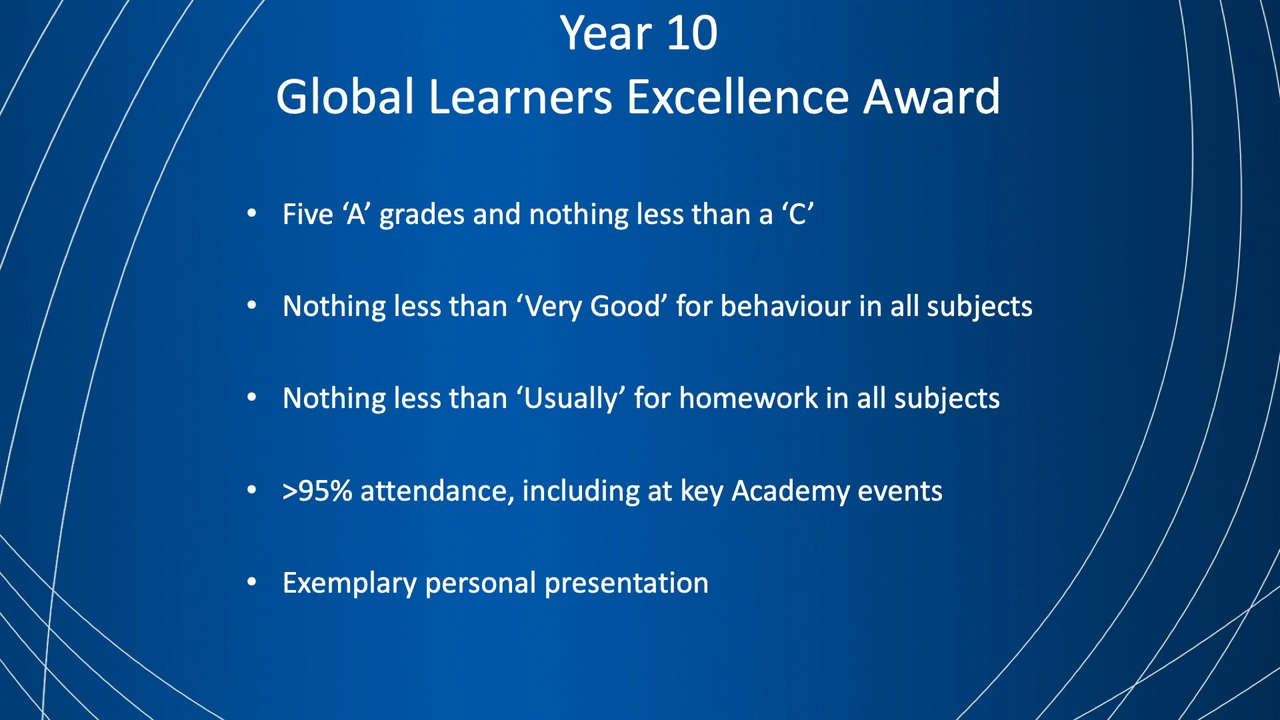 Year 10
Global Learners Excellence Award
• Five ‘A’ grades and nothing less than a ‘C’
• Nothing less than ‘Very Good’ for behaviour in all subjects
• Nothing less than ‘Usually’ for homework in all subjects
• >95% attendance, including at key Academy events
• Exemplary personal presentation